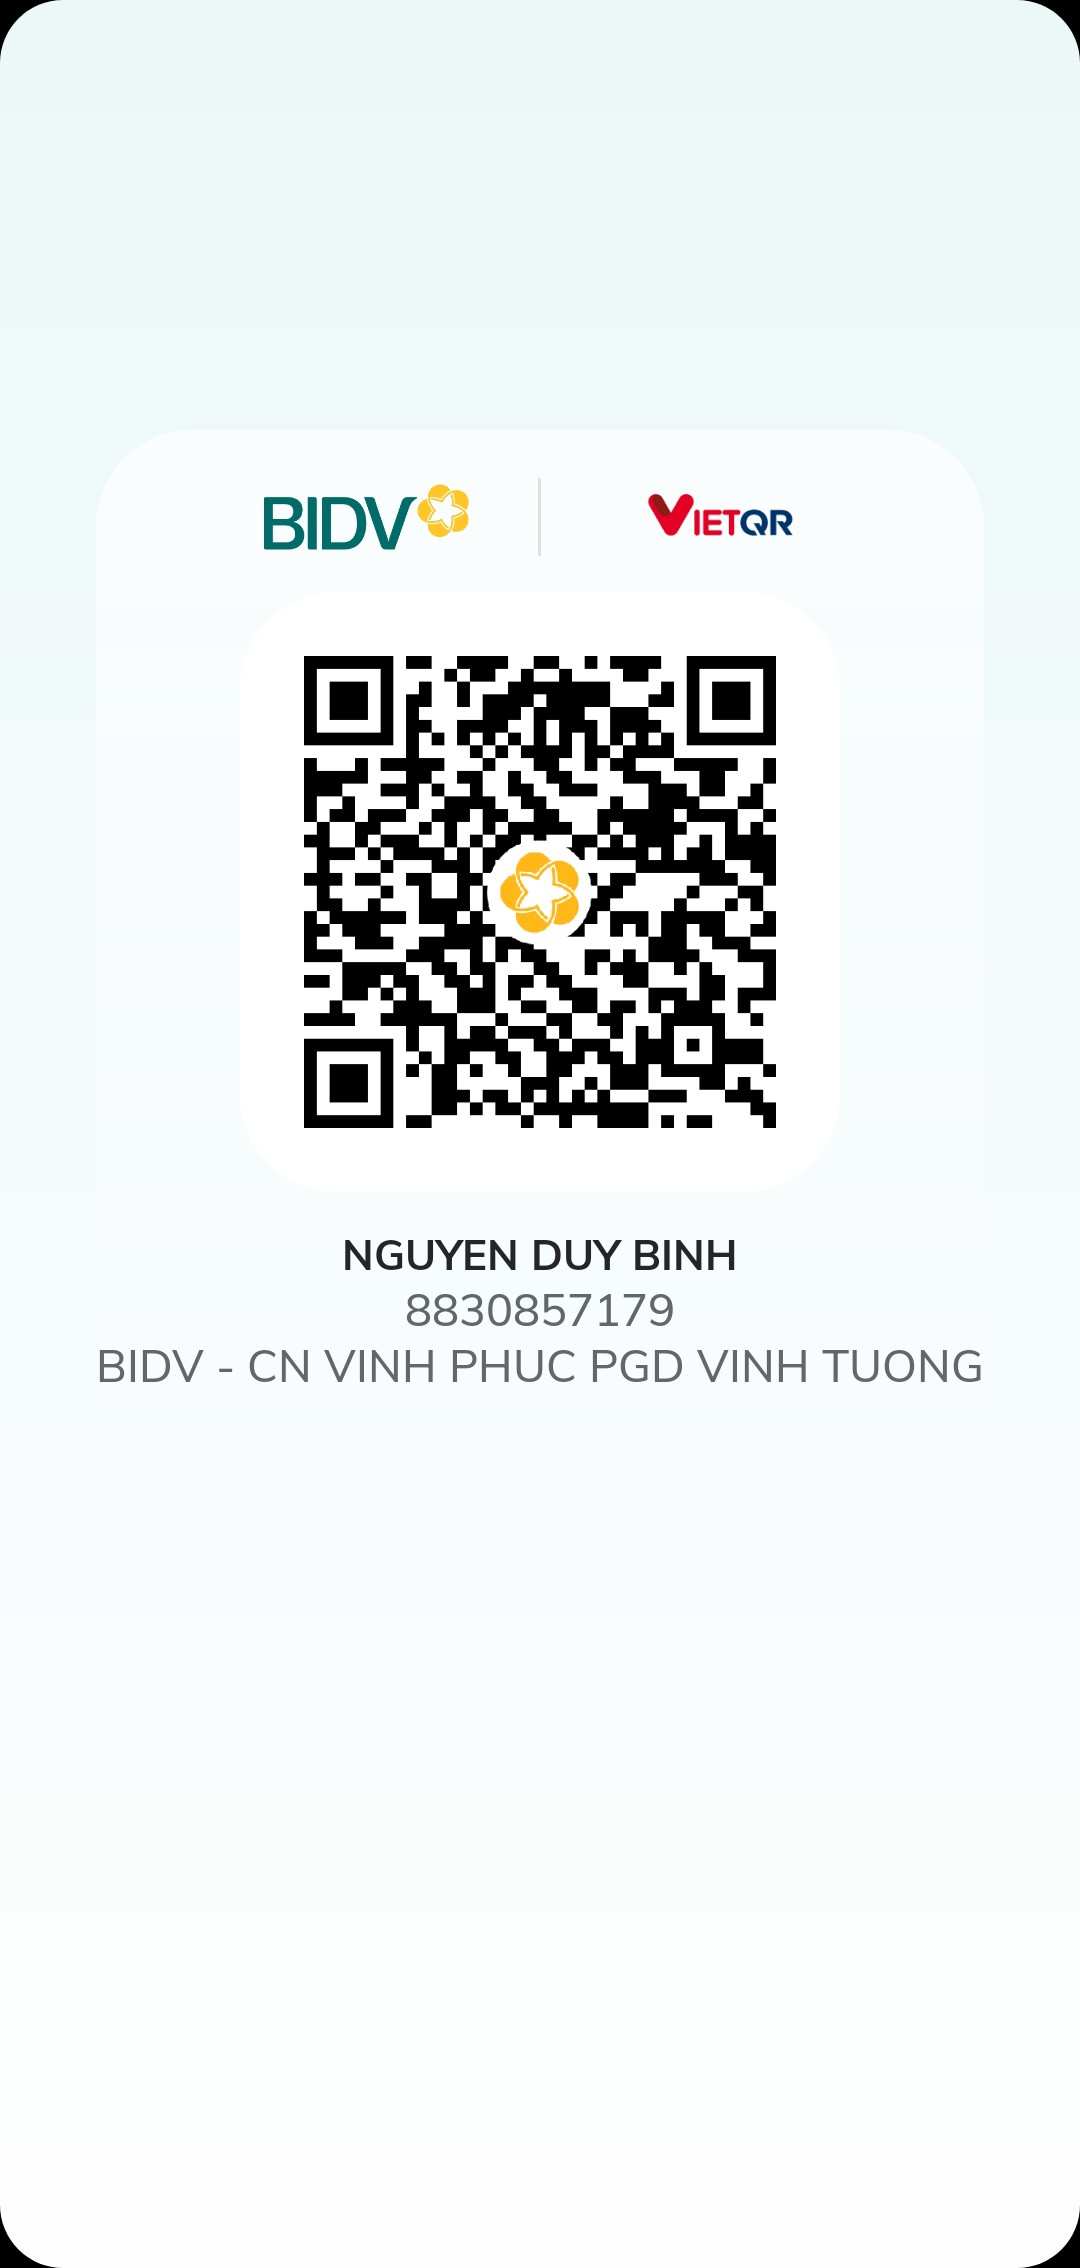 BIDV
VIETQR
NGUYEN DUY BINH
8830857179
BIDV - CN VINH PHUC PGD VINH TUONG